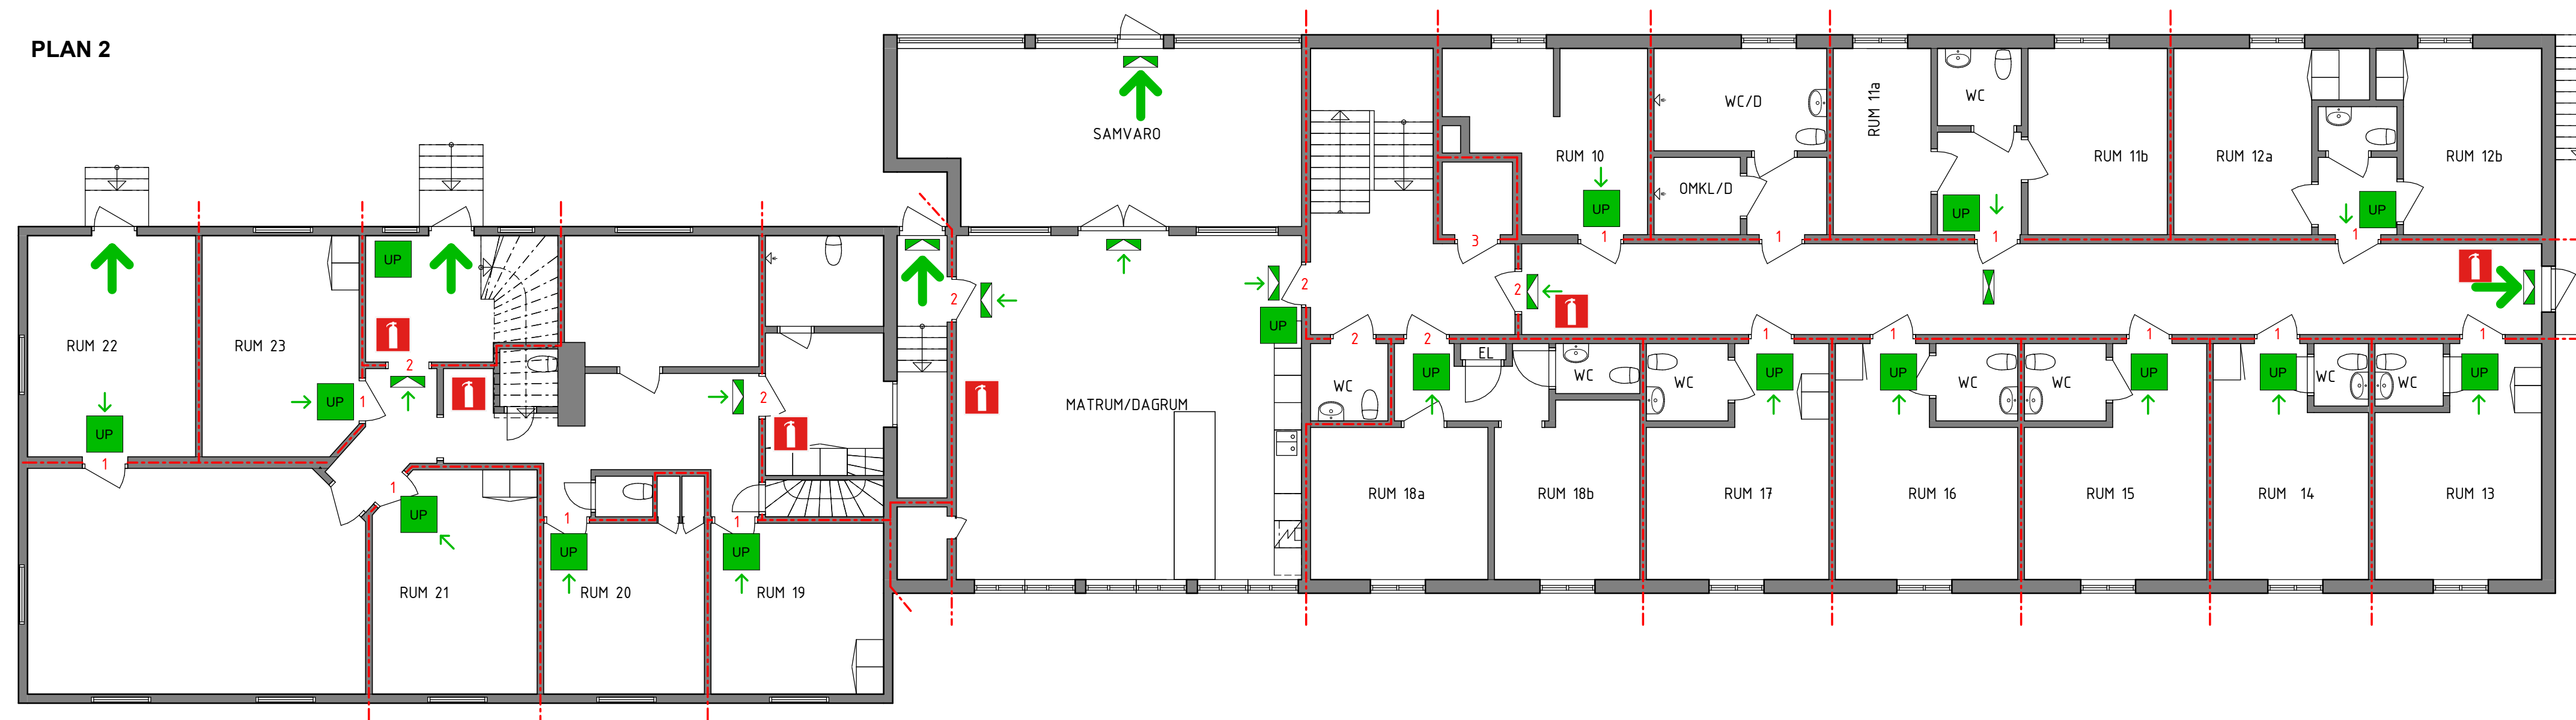 PLAN 2
SAMVARO
WC/D
RUM 11a
WC
RUM 10
OMKL/D
RUM 11b
RUM 12a
RUM 12b
UP
UP
UP
1
1
1
1
3
UP
RUM 22
RUM 23
2
2
2
UP
2
2
1
1
1
1
1
EL
2
UP
1
UP
2
MATRUM/DAGRUM
WC
UP
WC
WC
UP
UP
WC
WC
UP
UP
WC
WC
UP
UP
1
1
UP
1
1
RUM 18a
RUM 18b
RUM 17
RUM 16
RUM 15
RUM 14
RUM 13
UP
UP
RUM 21
RUM 20
RUM 19